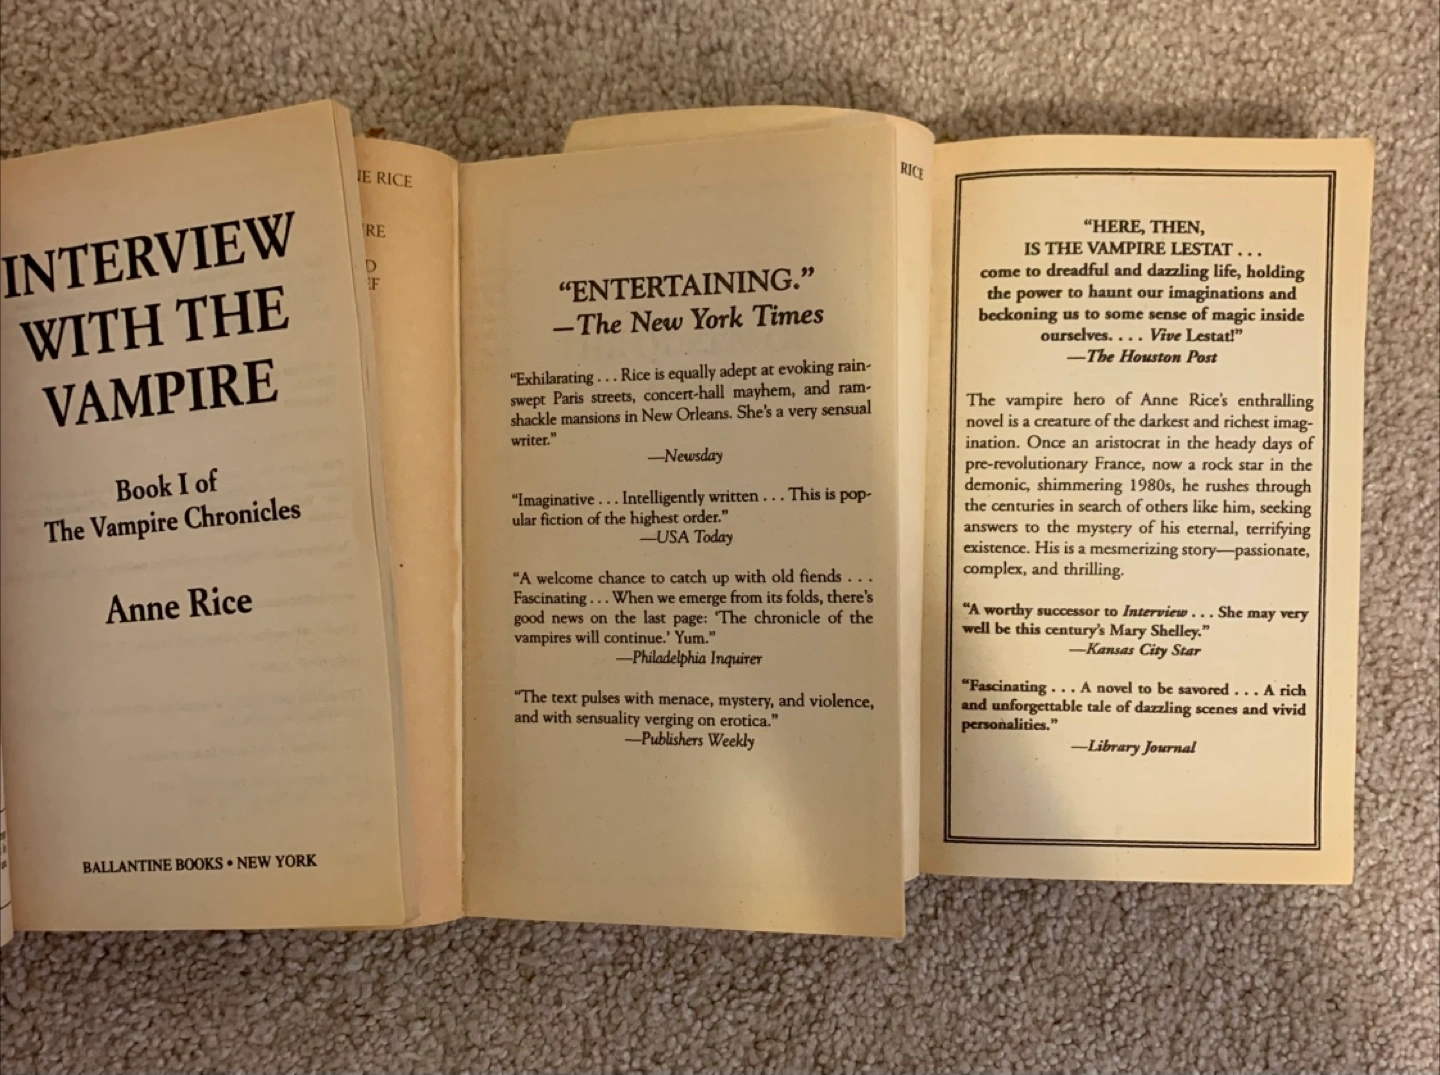 INTERVIEW
WITH THE
VAMPIRE
Book I of
The Vampire Chronicles
Anne Rice
BALLANTINE BOOKS • NEW YORK
NE RICE
RE
D
EF
"ENTERTAINING."
—The New York Times
"Exhilarating . . . Rice is equally adept at evoking rain-
swept Paris streets, concert-hall mayhem, and ram-
shackle mansions in New Orleans. She's a very sensual
writer."
—Newsday
"Imaginative . . . Intelligently written . . . This is pop-
ular fiction of the highest order."
—USA Today
"A welcome chance to catch up with old fiends . . .
Fascinating . . . When we emerge from its folds, there's
good news on the last page: 'The chronicle of the
vampires will continue.' Yum."
—Philadelphia Inquirer
"The text pulses with menace, mystery, and violence,
and with sensuality verging on erotica."
—Publishers Weekly
RICE
"HERE, THEN,
IS THE VAMPIRE LESTAT . . .
come to dreadful and dazzling life, holding
the power to haunt our imaginations and
beckoning us to some sense of magic inside
ourselves. . . . Vive Lestat!"
—The Houston Post
The vampire hero of Anne Rice's enthralling
novel is a creature of the darkest and richest imag-
ination. Once an aristocrat in the heady days of
pre-revolutionary France, now a rock star in the
demonic, shimmering 1980s, he rushes through
the centuries in search of others like him, seeking
answers to the mystery of his eternal, terrifying
existence. His is a mesmerizing story—passionate,
complex, and thrilling.
"A worthy successor to Interview . . . She may very
well be this century's Mary Shelley."
—Kansas City Star
"Fascinating . . . A novel to be savored . . . A rich
and unforgettable tale of dazzling scenes and vivid
personalities."
—Library Journal